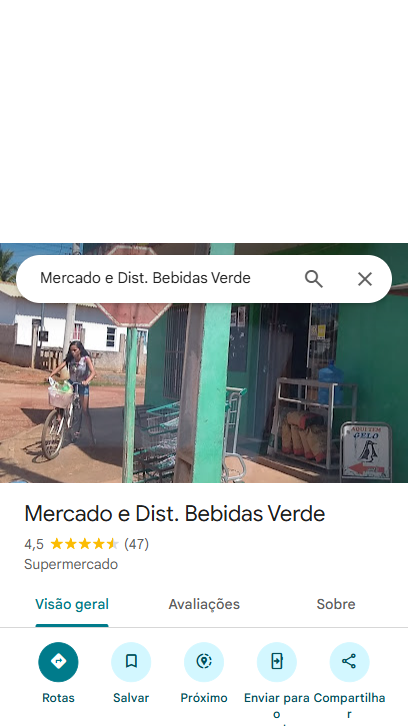 Mercado e Dist. Bebidas Verde
AQUI TEM
GELO
Mercado e Dist. Bebidas Verde
4,5 (47)
Supermercado
Visão geral
Avaliações
Sobre
Rotas
Salvar
Próximo
Enviar para o
Compartilhar